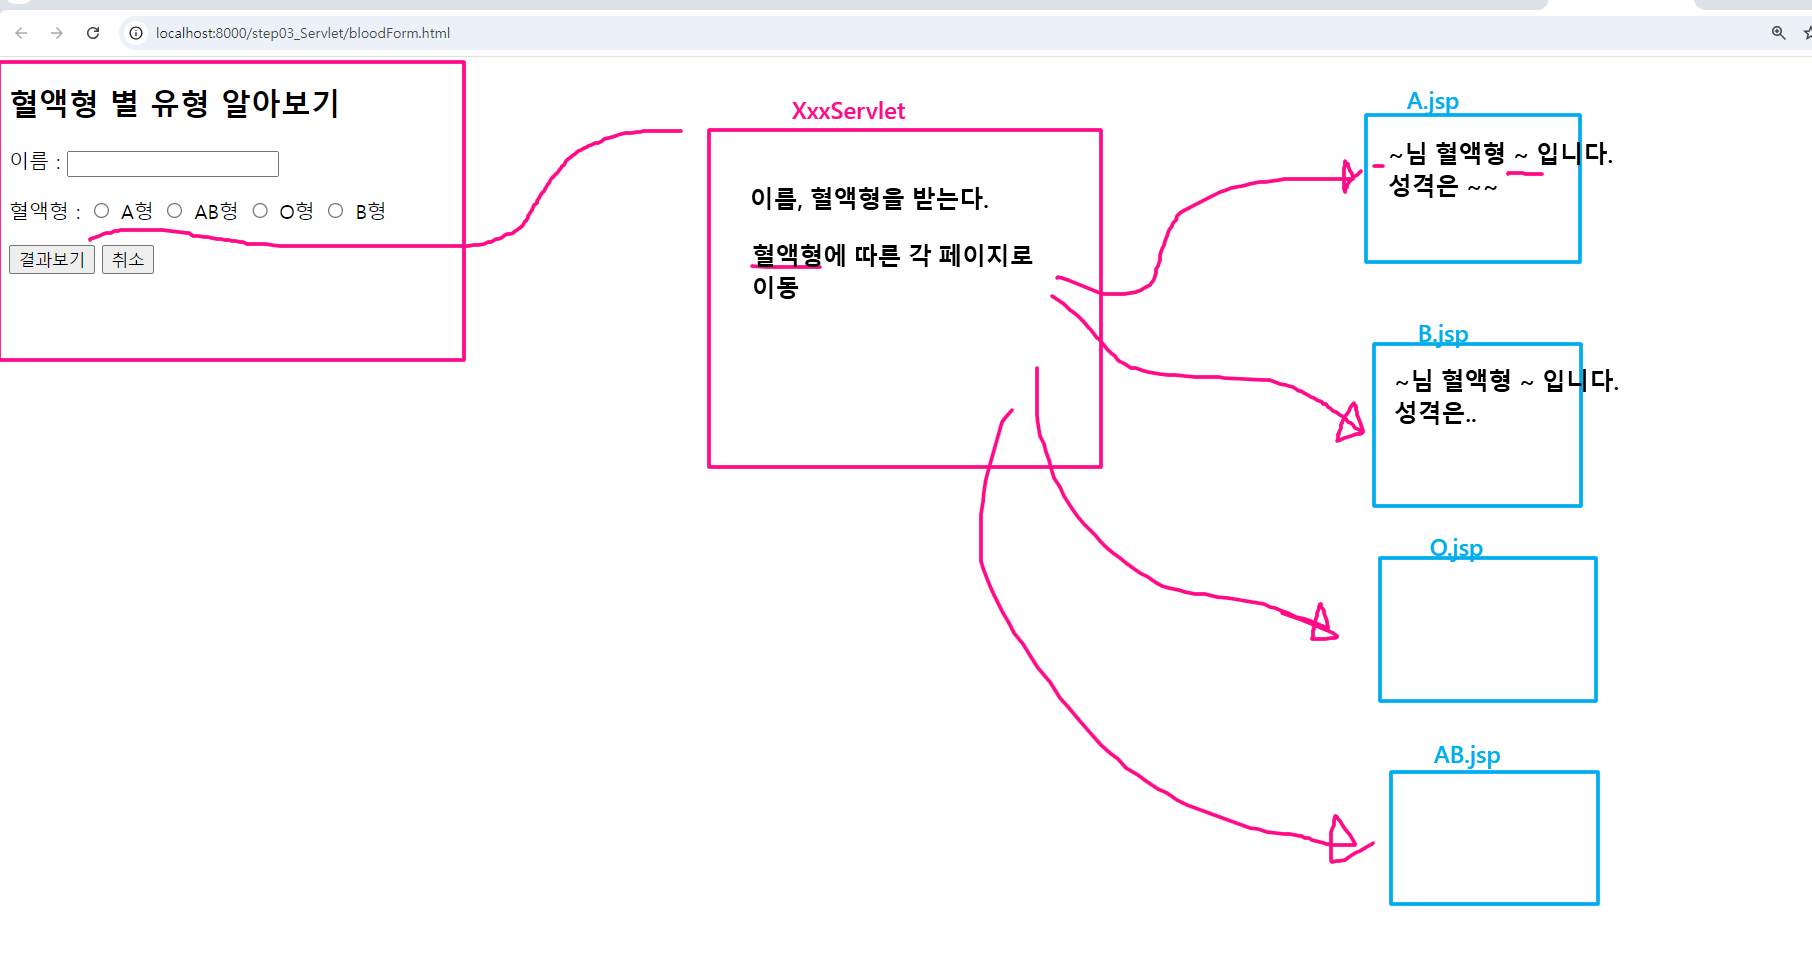 localhost:8000/step03_Servlet/bloodForm.html
혈액형 별 유형 알아보기
이름 :
혈액형 : A형 AB형 O형 B형
결과보기 취소
XxxServlet
이름, 혈액형을 받는다.
혈액형에 따른 각 페이지로
이동
A.jsp
~님 혈액형 ~ 입니다.
성격은 ~~
B.jsp
~님 혈액형 ~ 입니다.
성격은..
O.jsp
AB.jsp